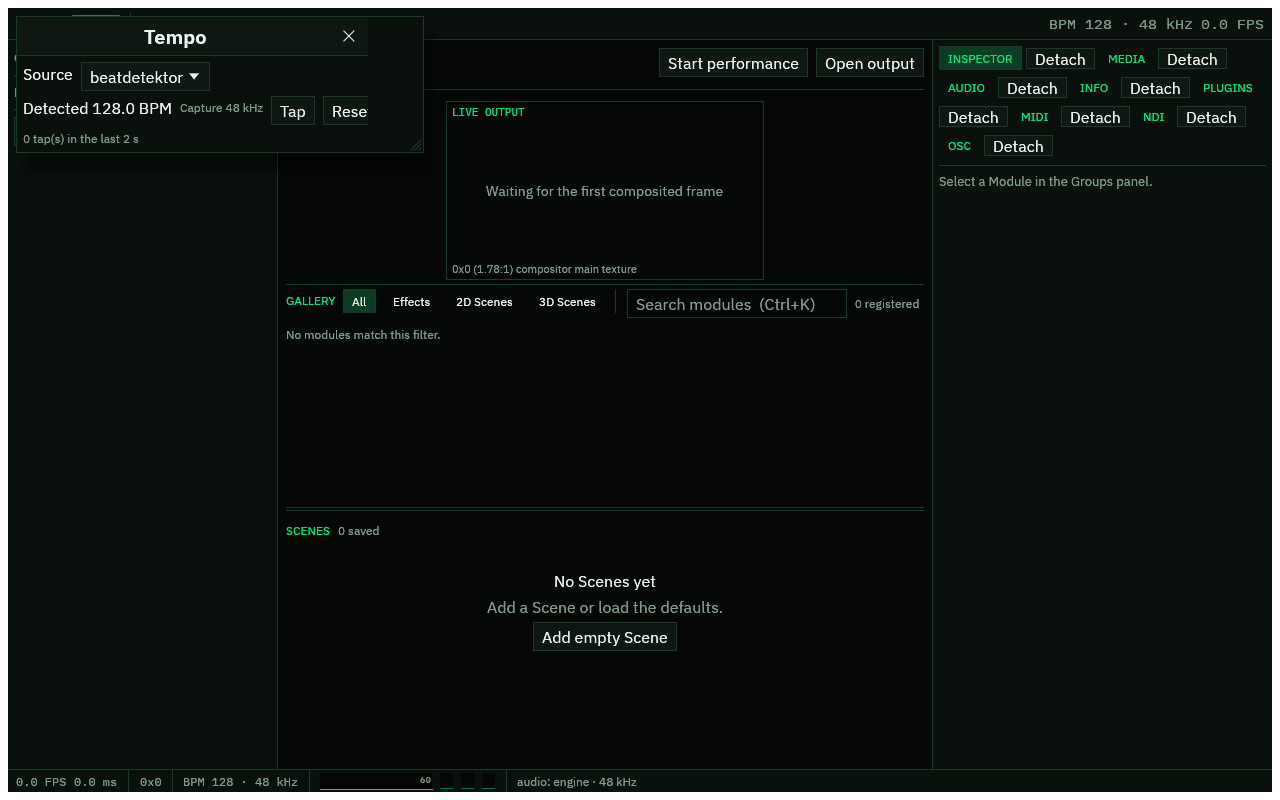 BPM 128 · 48 kHz 0.0 FPS
Tempo
Source beatdetektor
Detected 128.0 BPM Capture 48 kHz Tap Rese
0 tap(s) in the last 2 s
Start performance Open output
LIVE OUTPUT
Waiting for the first composited frame
0x0 (1.78:1) compositor main texture
GALLERY All Effects 2D Scenes 3D Scenes Search modules (Ctrl+K) 0 registered
No modules match this filter.
SCENES 0 saved
No Scenes yet
Add a Scene or load the defaults.
Add empty Scene
INSPECTOR Detach MEDIA Detach
AUDIO Detach INFO Detach PLUGINS
Detach MIDI Detach NDI Detach
OSC Detach
Select a Module in the Groups panel.
0.0 FPS 0.0 ms 0x0 BPM 128 · 48 kHz 60 audio: engine · 48 kHz